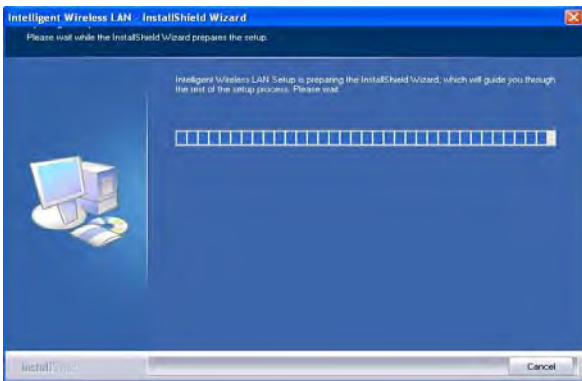 Intelligent Wireless LAN - InstallShield Wizard
Please wait while the InstallShield Wizard prepares the setup.
Intelligent Wireless LAN Setup is preparing the InstallShield Wizard, which will guide you through
the rest of the setup process. Please wait.
Cancel